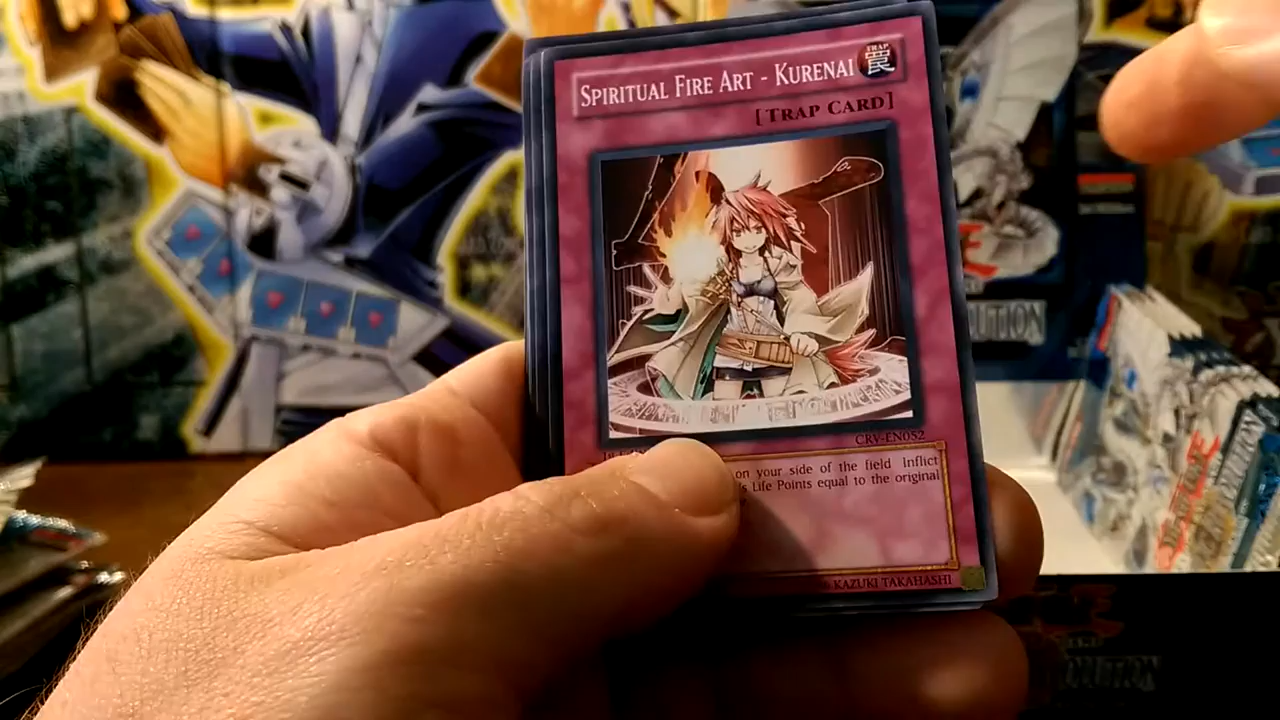 SPIRITUAL FIRE ART - KURENAI
TRAP
罠
[TRAP CARD]
CRV-EN052
on your side of the field Inflict
Life Points equal to the original
KAZUKI TAKAHASHI